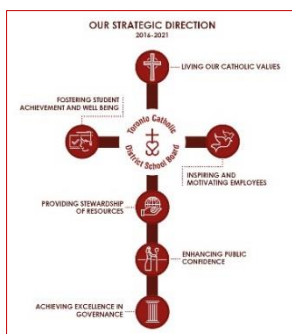 OUR STRATEGIC DIRECTION
2016-2021
LIVING OUR CATHOLIC VALUES
FOSTERING STUDENT
ACHIEVEMENT AND WELL BEING
Toronto Catholic
District School Board
INSPIRING AND
MOTIVATING EMPLOYEES
PROVIDING STEWARDSHIP
OF RESOURCES
ENHANCING PUBLIC
CONFIDENCE
ACHIEVING EXCELLENCE IN
GOVERNANCE